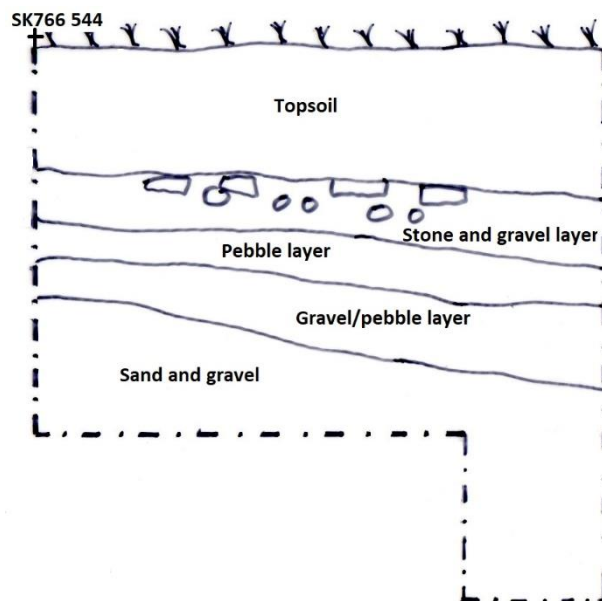 SK766 544
Topsoil
Stone and gravel layer
Pebble layer
Gravel/pebble layer
Sand and gravel